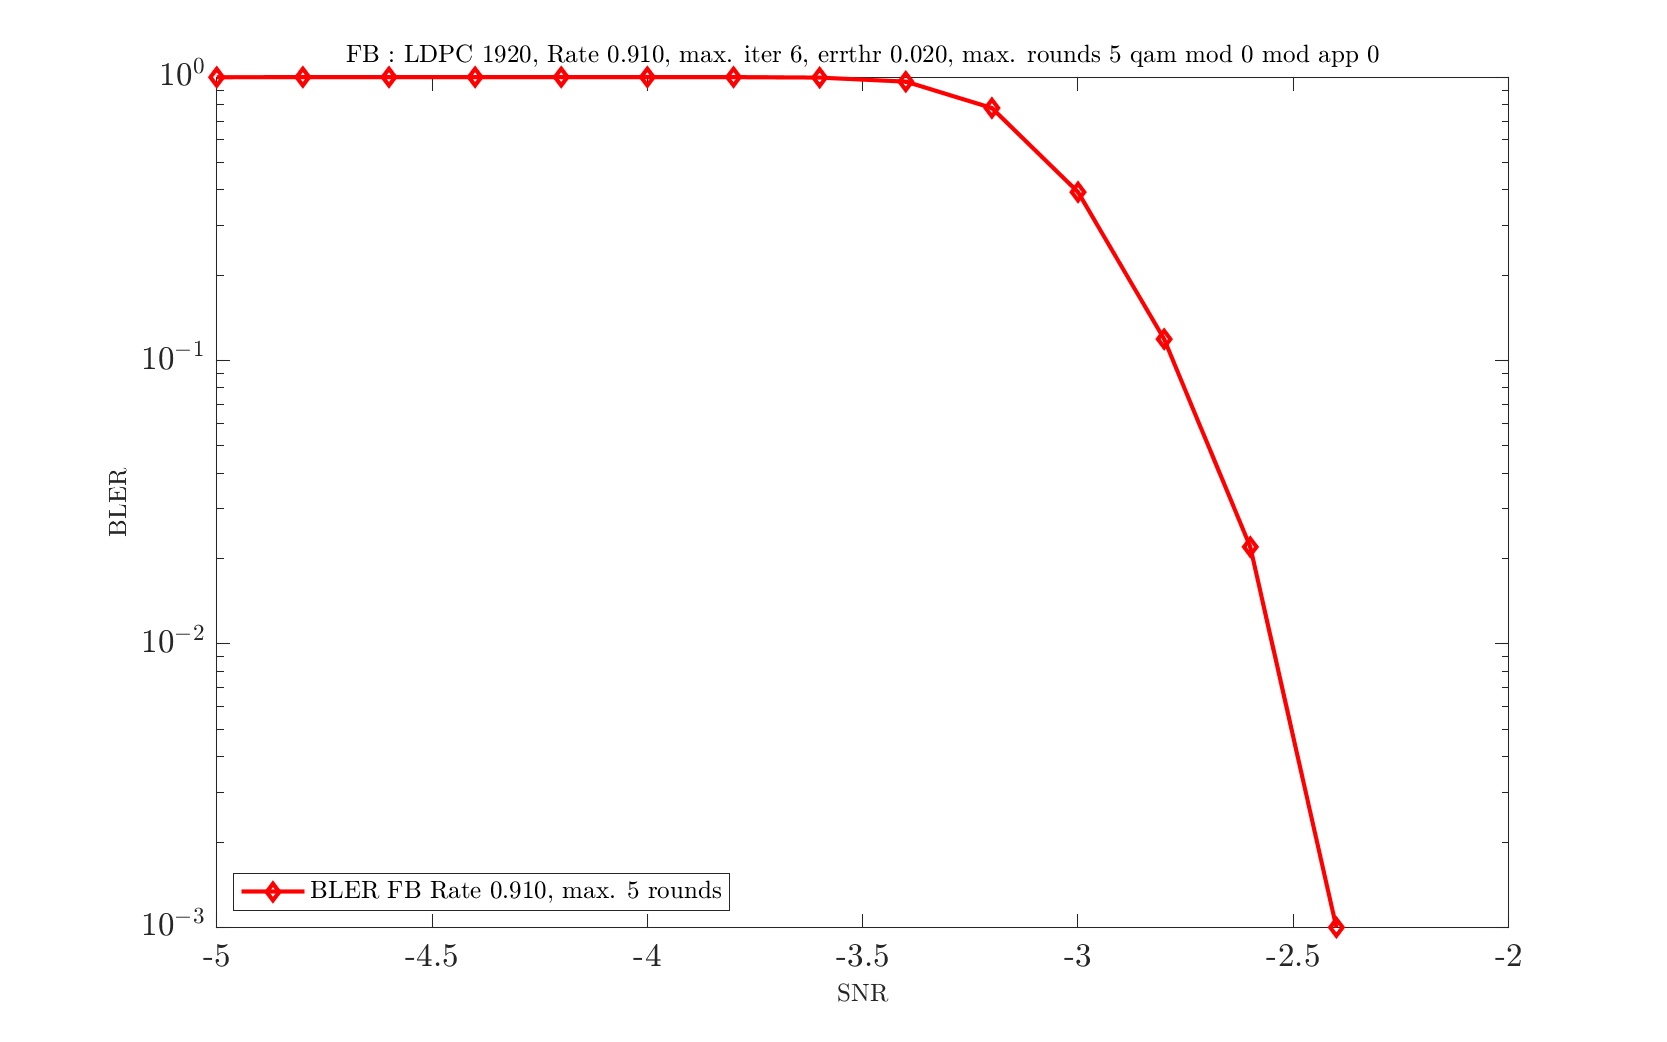 FB : LDPC 1920, Rate 0.910, max. iter 6, errthr 0.020, max. rounds 5 qam mod 0 mod app 0
10^0
10^{-1}
10^{-2}
10^{-3}
BLER
BLER FB Rate 0.910, max. 5 rounds
-5 -4.5 -4 -3.5 -3 -2.5 -2
SNR